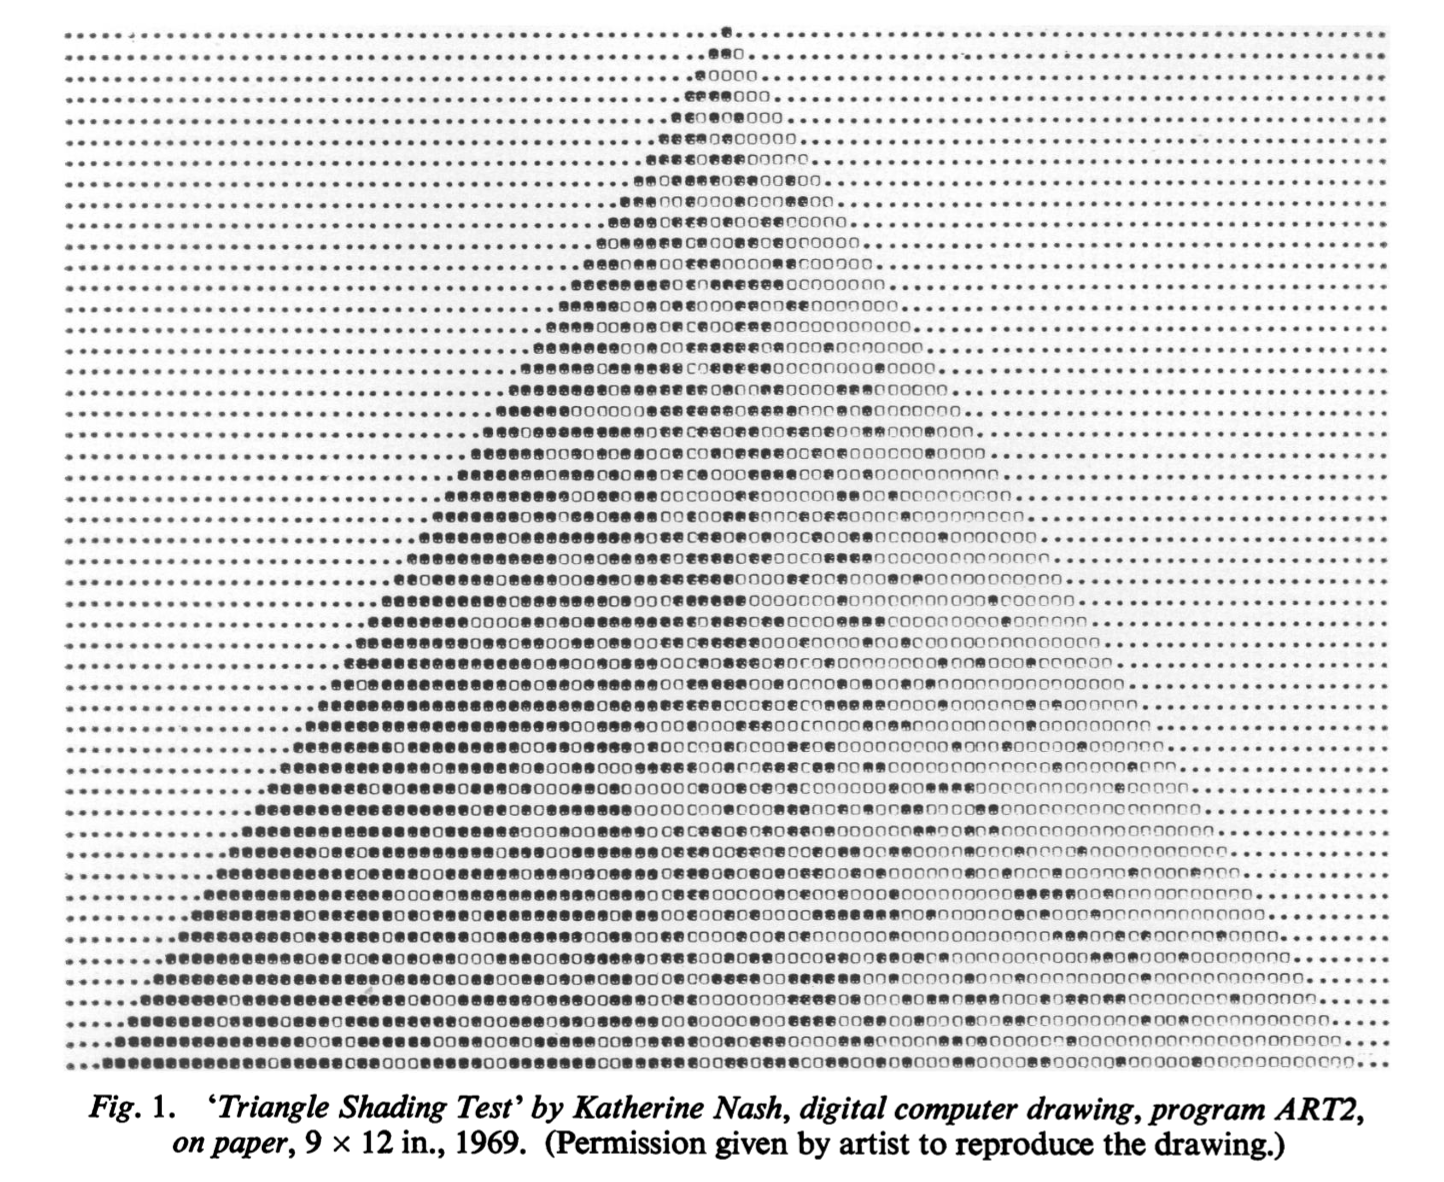 Fig. 1. ‘Triangle Shading Test’ by Katherine Nash, digital computer drawing, program ART2,
on paper, 9 × 12 in., 1969. (Permission given by artist to reproduce the drawing.)